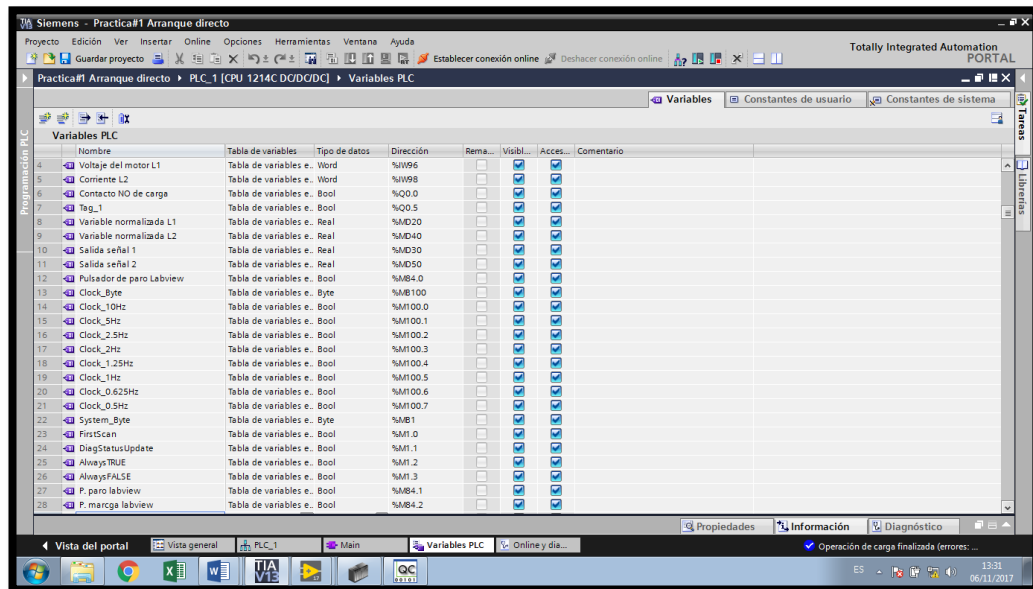 Siemens - Practica#1 Arranque directo
Proyecto Edición Ver Insertar Online Opciones Herramientas Ventana Ayuda
Totally Integrated Automation
PORTAL
Guardar proyecto Establecer conexión online Deshacer conexión online
Practica#1 Arranque directo PLC_1 [CPU 1214C DC/DC/DC] Variables PLC
Variables Constantes de usuario Constantes de sistema
Variables PLC
Nombre Tabla de variables Tipo de datos Dirección Rema... Visibl... Acces... Comentario
4 Voltaje del motor L1 Tabla de variables e.. Word %IW96
5 Corriente L2 Tabla de variables e.. Word %IW98
6 Contacto NO de carga Tabla de variables e.. Bool %Q0.0
7 Tag_1 Tabla de variables e.. Bool %Q0.5
8 Variable normalizada L1 Tabla de variables e.. Real %MD20
9 Variable normalizada L2 Tabla de variables e.. Real %MD40
10 Salida señal 1 Tabla de variables e.. Real %MD30
11 Salida señal 2 Tabla de variables e.. Real %MD50
12 Pulsador de paro Labview Tabla de variables e.. Bool %M84.0
13 Clock_Byte Tabla de variables e.. Byte %MB100
14 Clock_10Hz Tabla de variables e.. Bool %M100.0
15 Clock_5Hz Tabla de variables e.. Bool %M100.1
16 Clock_2.5Hz Tabla de variables e.. Bool %M100.2
17 Clock_2Hz Tabla de variables e.. Bool %M100.3
18 Clock_1.25Hz Tabla de variables e.. Bool %M100.4
19 Clock_1Hz Tabla de variables e.. Bool %M100.5
20 Clock_0.625Hz Tabla de variables e.. Bool %M100.6
21 Clock_0.5Hz Tabla de variables e.. Bool %M100.7
22 System_Byte Tabla de variables e.. Byte %MB1
23 FirstScan Tabla de variables e.. Bool %M1.0
24 DiagStatusUpdate Tabla de variables e.. Bool %M1.1
25 AlwaysTRUE Tabla de variables e.. Bool %M1.2
26 AlwaysFALSE Tabla de variables e.. Bool %M1.3
27 P. paro labview Tabla de variables e.. Bool %M84.1
28 P. marcga labview Tabla de variables e.. Bool %M84.2
Programación PLC
Tareas
Librerías
Propiedades Información Diagnóstico
Vista del portal Vista general PLC_1 Main Variables PLC Online y dia...
Operación de carga finalizada (errores: ...
TIA
V13
QC
ES
13:31
06/11/2017